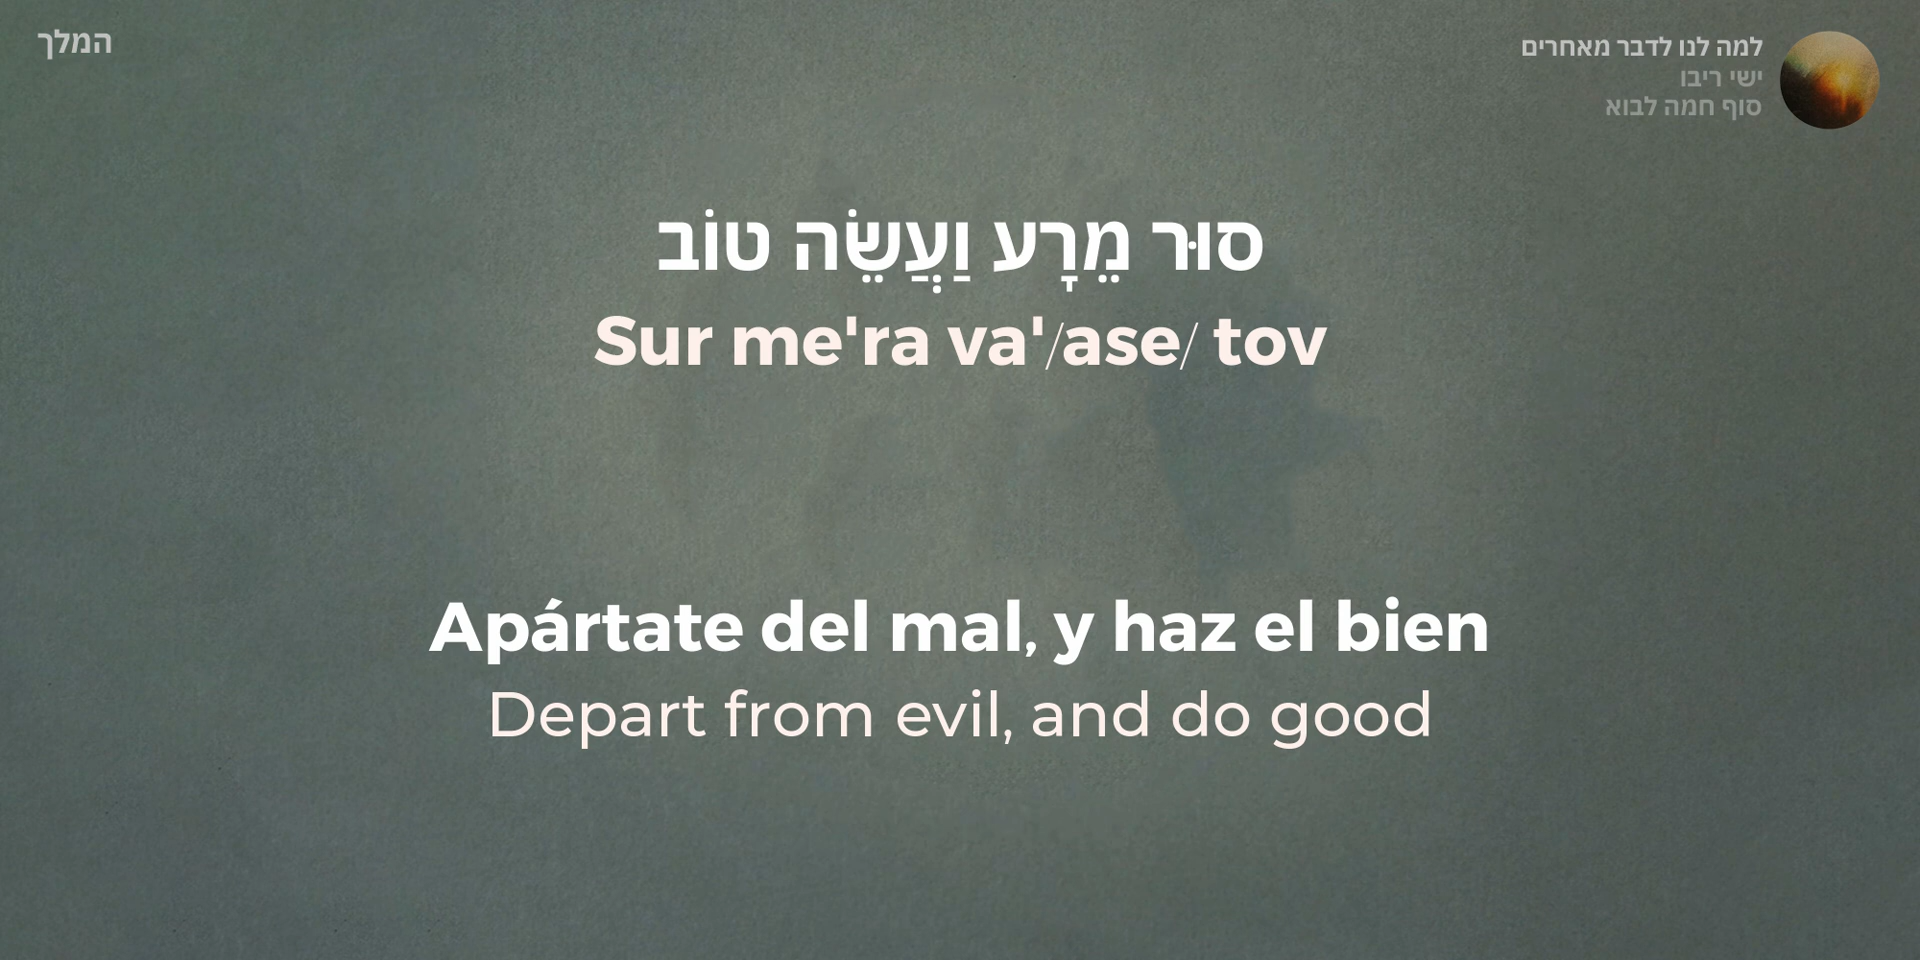 המלך
למה לנו לדבר מאחרים
ישי ריבו
סוף חמה לבוא
סוּר מֵרָע וַעֲשֵׂה טוֹב
Sur me'ra va'/ase/ tov
Apártate del mal, y haz el bien
Depart from evil, and do good